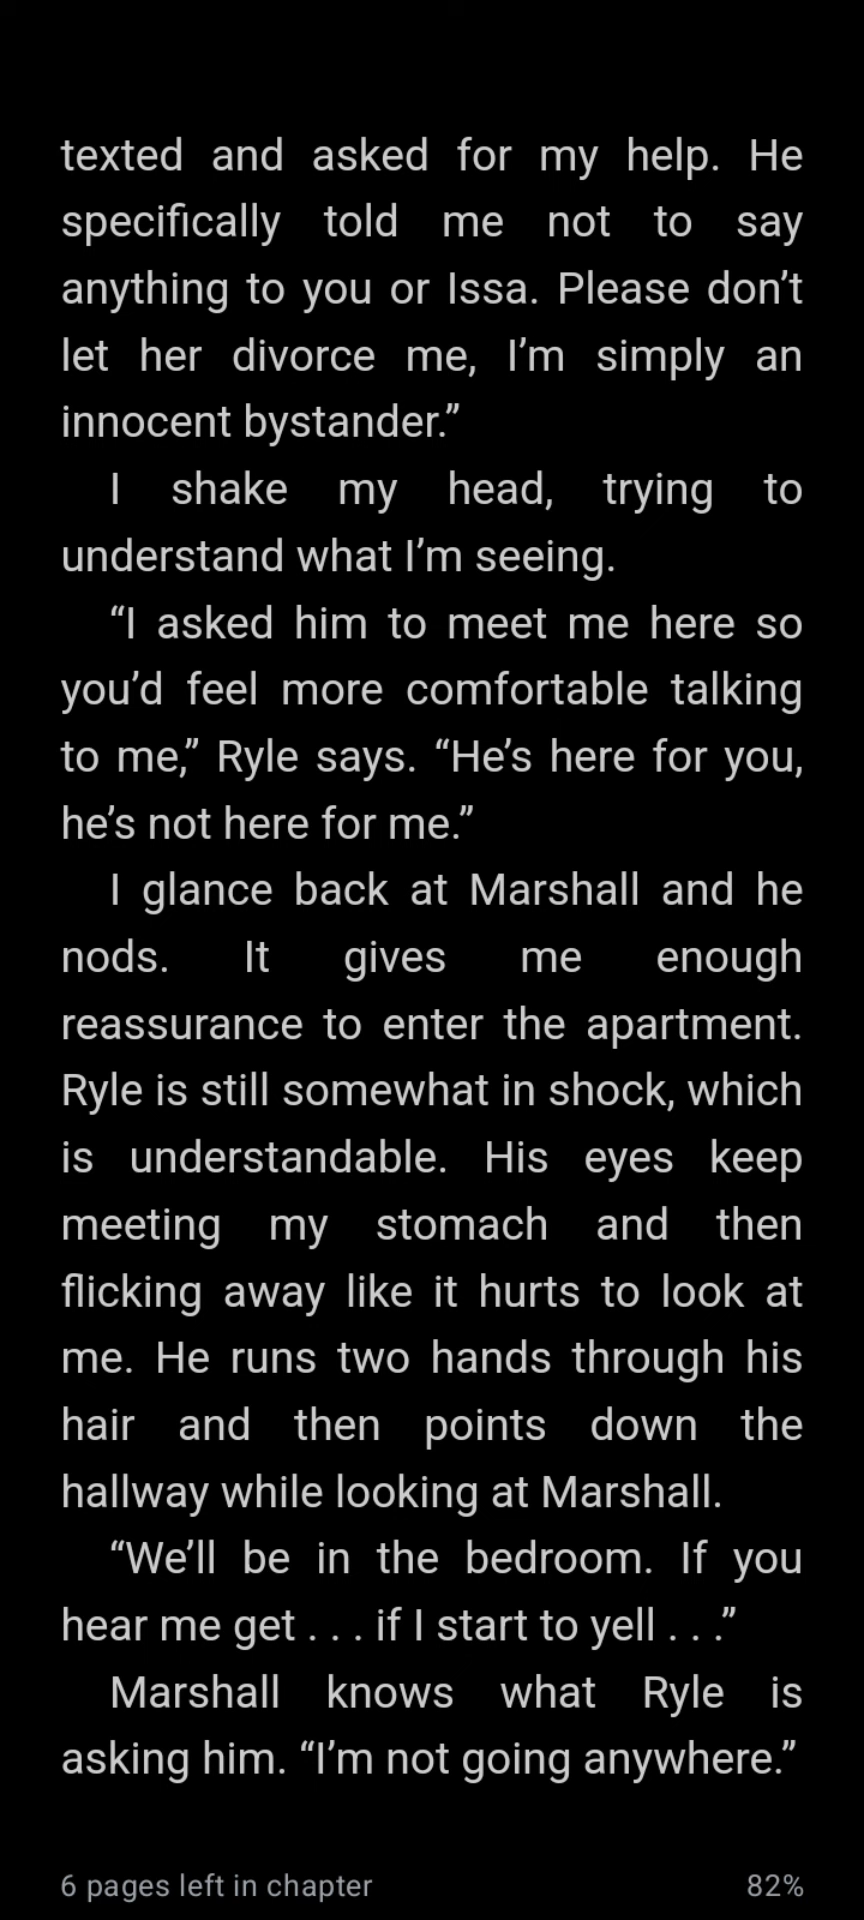 texted and asked for my help. He
specifically told me not to say
anything to you or Issa. Please don’t
let her divorce me, I’m simply an
innocent bystander.”
I shake my head, trying to
understand what I’m seeing.
“I asked him to meet me here so
you’d feel more comfortable talking
to me,” Ryle says. “He’s here for you,
he’s not here for me.”
I glance back at Marshall and he
nods. It gives me enough
reassurance to enter the apartment.
Ryle is still somewhat in shock, which
is understandable. His eyes keep
meeting my stomach and then
flicking away like it hurts to look at
me. He runs two hands through his
hair and then points down the
hallway while looking at Marshall.
“We’ll be in the bedroom. If you
hear me get . . . if I start to yell . . .”
Marshall knows what Ryle is
asking him. “I’m not going anywhere.”
6 pages left in chapter 82%